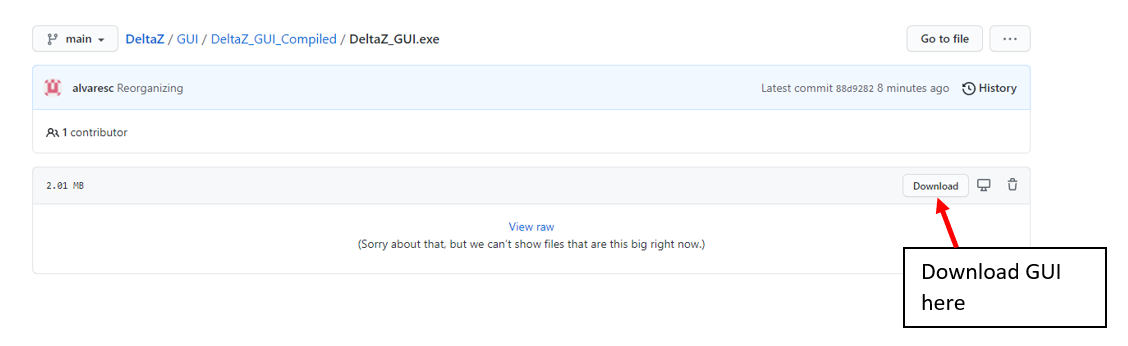 main DeltaZ / GUI / DeltaZ_GUI_Compiled / DeltaZ_GUI.exe Go to file ...
alvaresc Reorganizing Latest commit 88d9282 8 minutes ago History
1 contributor
2.01 MB Download
View raw
(Sorry about that, but we can't show files that are this big right now.)
Download GUI
here